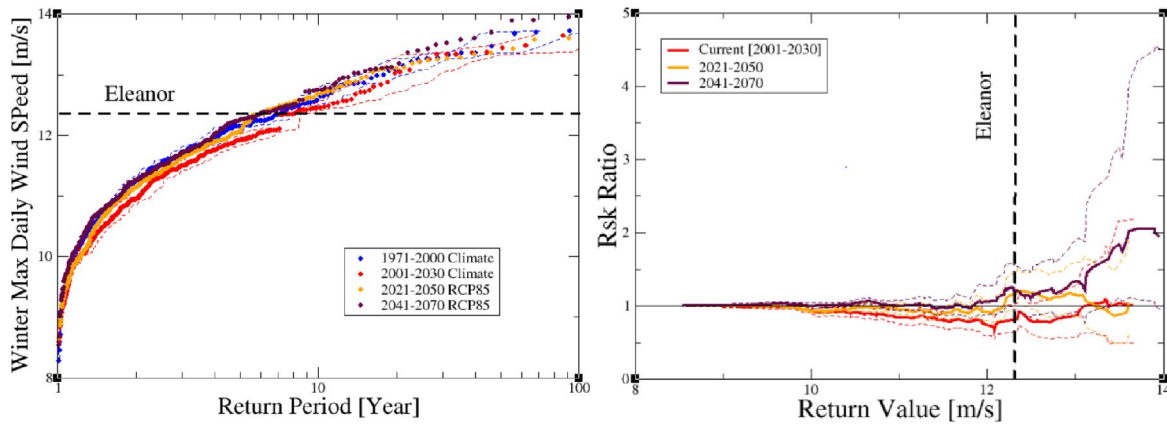 Winter Max Daily Wind SPeed [m/s]
14
12
10
8
Eleanor
1971-2000 Climate
2001-2030 Climate
2021-2050 RCP85
2041-2070 RCP85
1
10
100
Return Period [Year]
Rsk Ratio
5
4
3
2
1
0
Current [2001-2030]
2021-2050
2041-2070
Eleanor
8
10
12
14
Return Value [m/s]